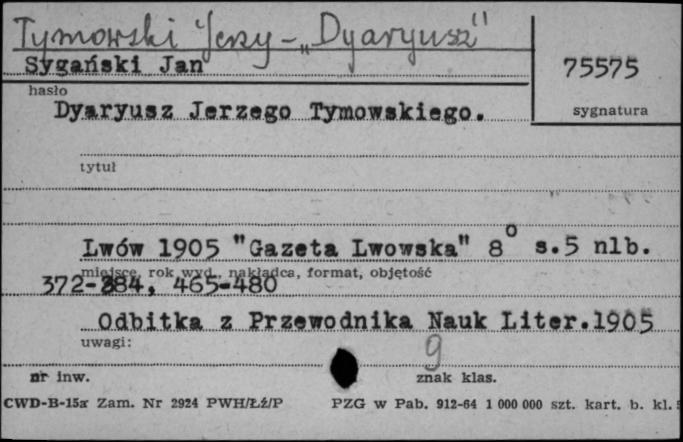 Tymowski Jerzy - „Dyaryusz"
Sygański Jan
75575
hasło
sygnatura
Dyaryusz Jerzego Tymowskiego.
tytuł
Lwów 1905 "Gazeta Lwowska" 8° s.5 nlb.
miejsce, rok wyd., nakładca, format, objętość
372-384, 465-480
Odbitka z Przewodnika Nauk Liter.1905
uwagi:
9
nr inw.
znak klas.
CWD-B-15a Zam. Nr 2924 PWH/Łź/P
PZG w Pab. 912-64 1 000 000 szt. kart. b. kl.